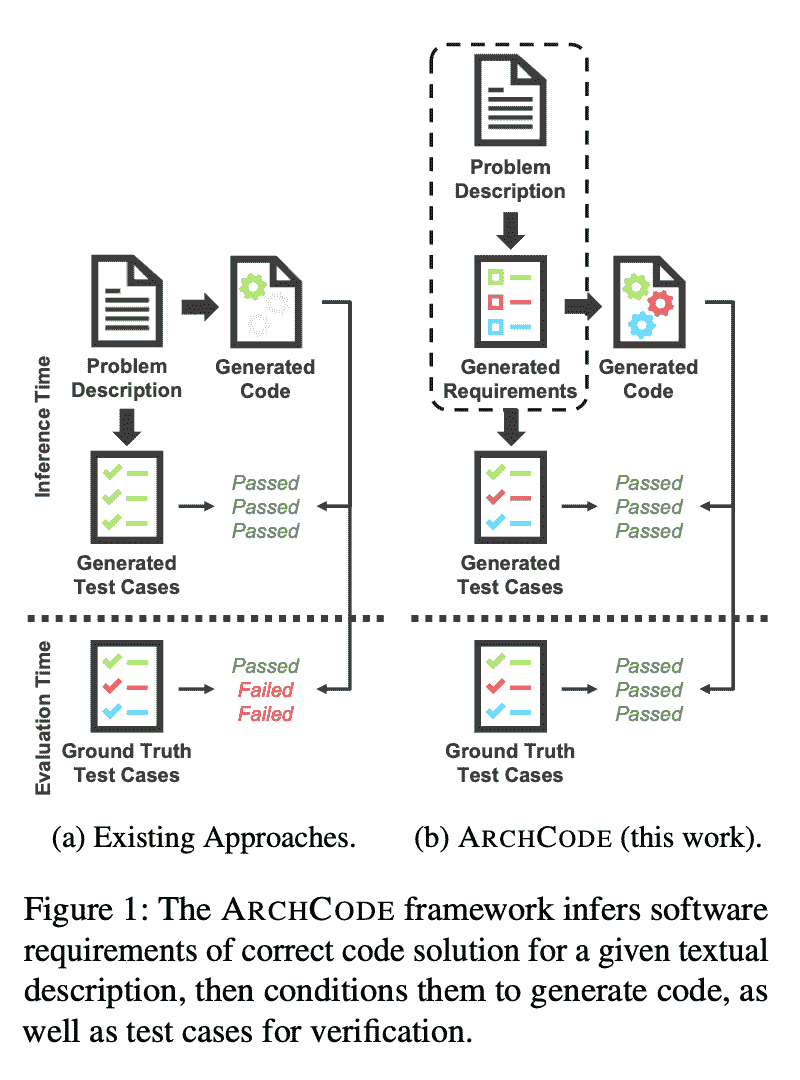 Problem
Description
Generated
Code
Generated
Test Cases
Passed
Passed
Passed
Inference Time
Ground Truth
Test Cases
Passed
Failed
Failed
Evaluation Time
(a) Existing Approaches.
Problem
Description
Generated
Requirements
Generated
Code
Generated
Test Cases
Passed
Passed
Passed
Ground Truth
Test Cases
Passed
Passed
Passed
(b) ARCHCODE (this work).
Figure 1: The ARCHCODE framework infers software
requirements of correct code solution for a given textual
description, then conditions them to generate code, as
well as test cases for verification.